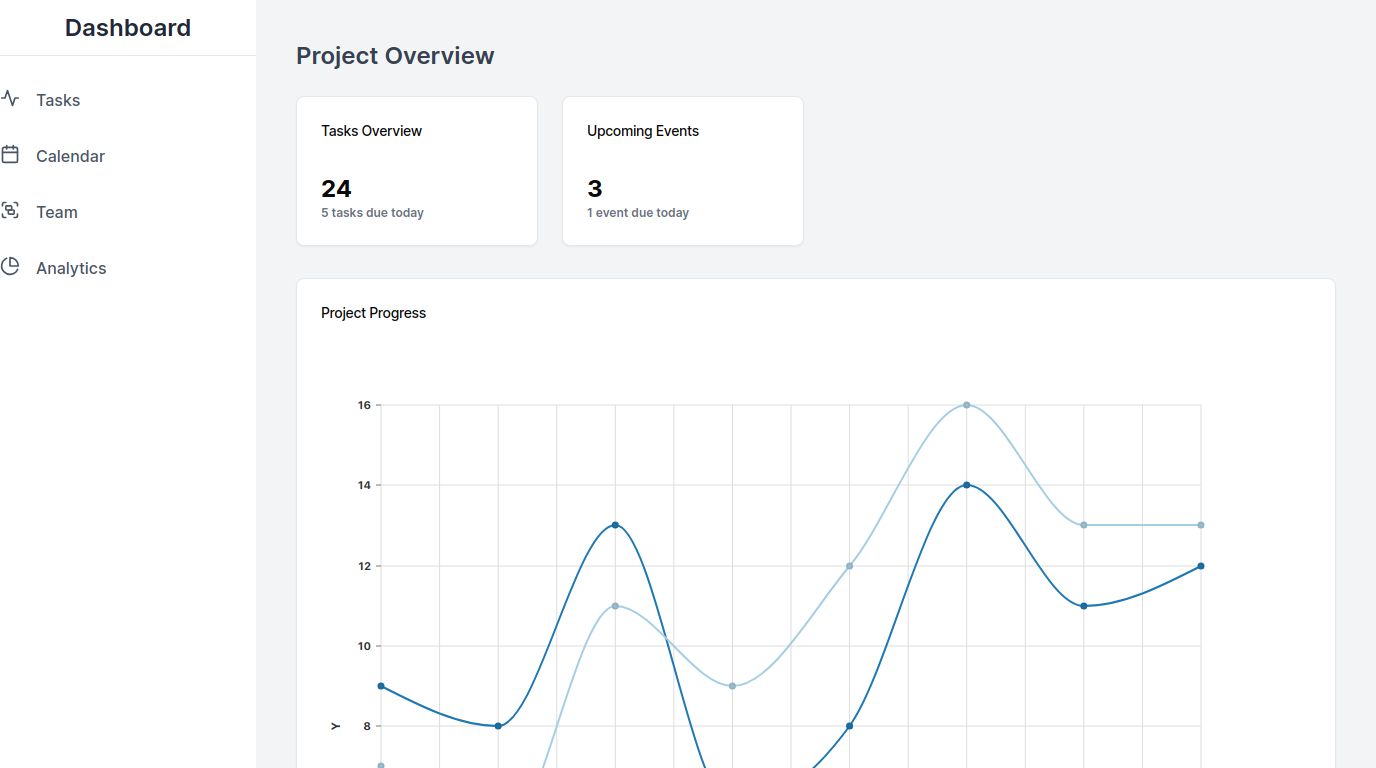 Dashboard
Tasks
Calendar
Team
Analytics
Project Overview
Tasks Overview
24
5 tasks due today
Upcoming Events
3
1 event due today
Project Progress
16
14
12
10
8
Y